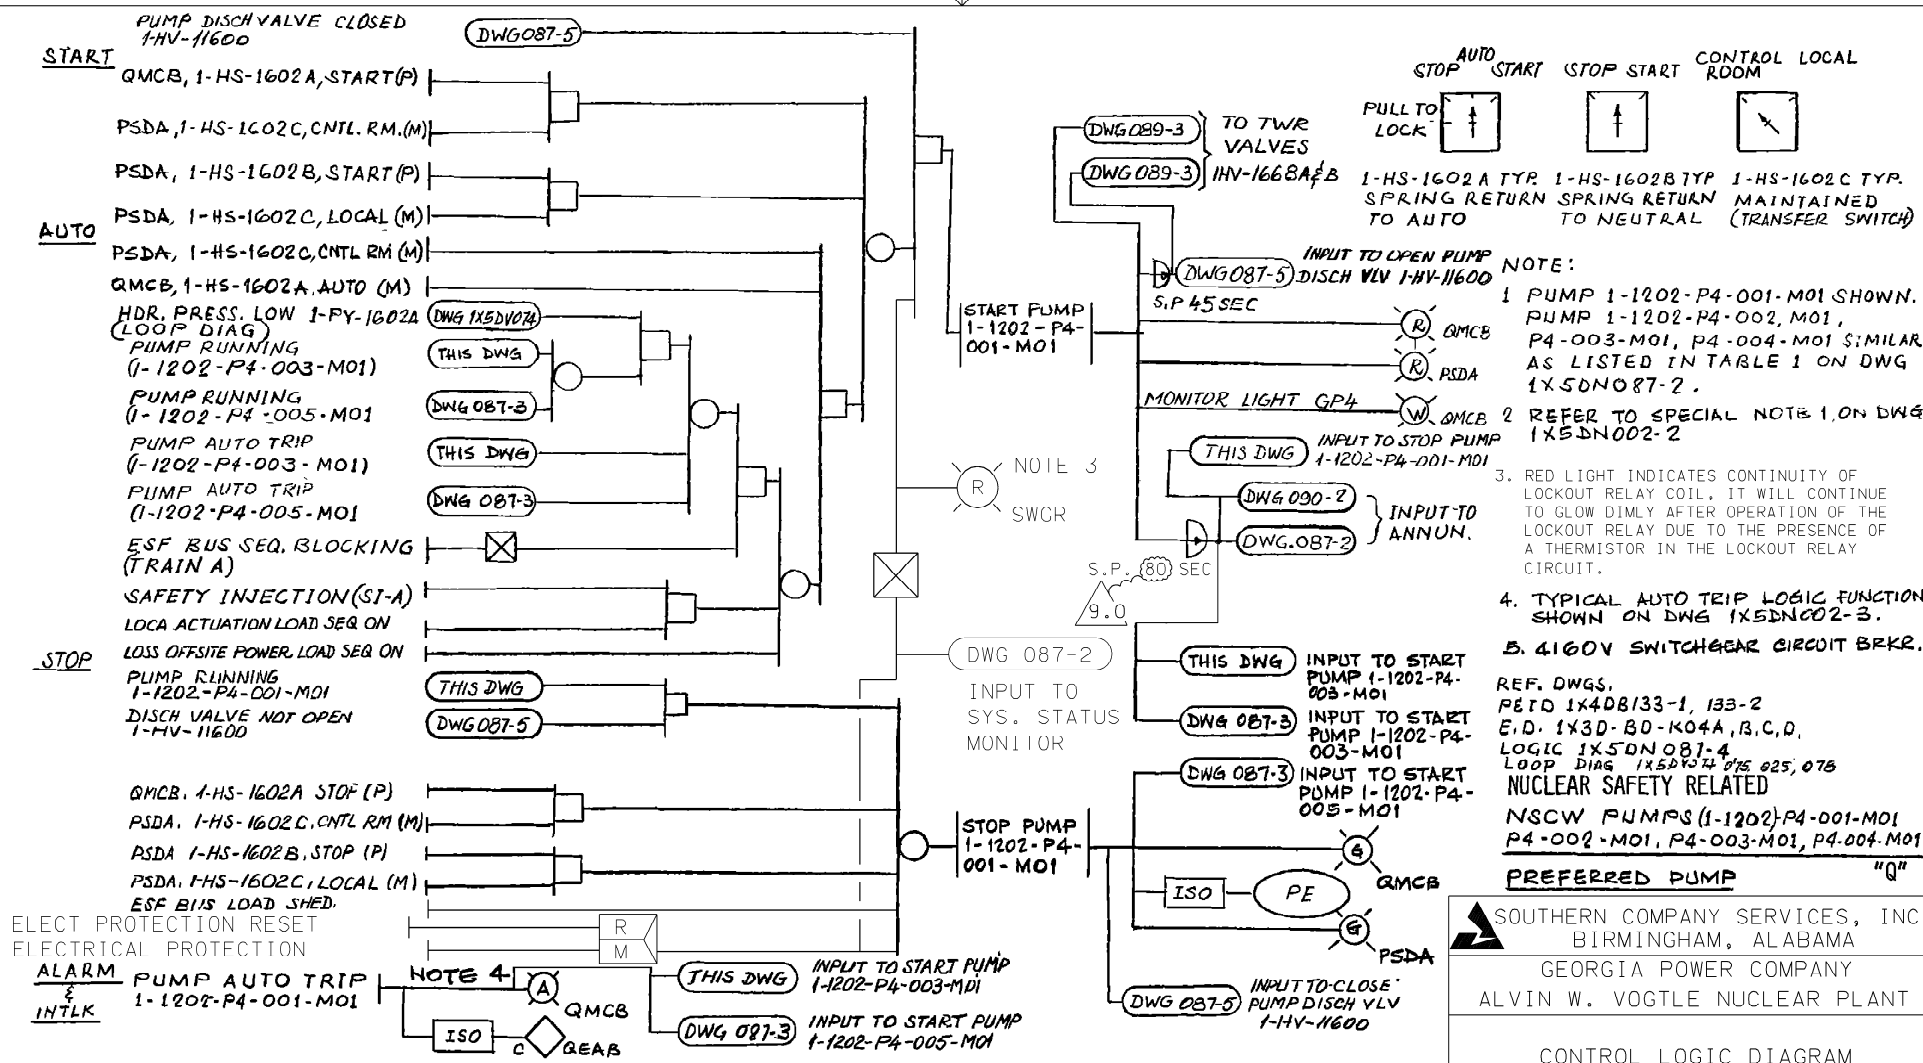 PUMP DISCH VALVE CLOSED
1-HV-11600
DWG 087-5
START
QMCB, 1-HS-1602A, START (P)
PSDA, 1-HS-1602C, CNTL. RM. (M)
PSDA, 1-HS-1602B, START (P)
PSDA, 1-HS-1602C, LOCAL (M)
AUTO
PSDA, 1-HS-1602C, CNTL RM (M)
QMCB, 1-HS-1602A, AUTO (M)
HDR. PRESS. LOW 1-PY-1602A
(LOOP DIAG)
DWG 1X5DV074
PUMP RUNNING
(1-1202-P4-003-M01)
THIS DWG
PUMP RUNNING
(1-1202-P4-005-M01
DWG 087-3
PUMP AUTO TRIP
(1-1202-P4-003-M01)
THIS DWG
PUMP AUTO TRIP
(1-1202-P4-005-M01
DWG 087-3
ESF BUS SEQ. BLOCKING
(TRAIN A)
SAFETY INJECTION (SI-A)
LOCA ACTUATION LOAD SEQ ON
LOSS OFFSITE POWER LOAD SEQ ON
STOP
PUMP RUNNING
1-1202-P4-001-M01
THIS DWG
DISCH VALVE NOT OPEN
1-HV-11600
DWG 087-5
QMCB, 1-HS-1602A STOP (P)
PSDA, 1-HS-1602C, CNTL RM (M)
PSDA 1-HS-1602B, STOP (P)
PSDA, 1-HS-1602C, LOCAL (M)
ESF BUS LOAD SHED.
ELECT PROTECTION RESET
R
ELECTRICAL PROTECTION
M
ALARM
&
INTLK
PUMP AUTO TRIP
1-1202-P4-001-M01
NOTE 4
A
QMCB
ISO
C
QEAB
THIS DWG
INPUT TO START PUMP
1-1202-P4-003-M01
DWG 087-3
INPUT TO START PUMP
1-1202-P4-005-M01
R
NOTE 3
SWGR
DWG 087-2
INPUT TO
SYS. STATUS
MONITOR
START PUMP
1-1202-P4-
001-M01
STOP PUMP
1-1202-P4-
001-M01
DWG 089-3
DWG 089-3
TO TWR
VALVES
1HV-1668A&B
DWG 087-5
INPUT TO OPEN PUMP
DISCH VLV 1-HV-11600
S.P 45 SEC
R
QMCB
R
PSDA
MONITOR LIGHT GP4
W
QMCB
THIS DWG
INPUT TO STOP PUMP
1-1202-P4-001-M01
DWG 090-2
DWG.087-2
INPUT TO
ANNUN.
S.P. 80 SEC
9.0
THIS DWG
INPUT TO START
PUMP 1-1202-P4-
003-M01
DWG 087-3
INPUT TO START
PUMP 1-1202-P4-
003-M01
DWG 087-3
INPUT TO START
PUMP 1-1202-P4-
005-M01
G
QMCB
ISO
PE
G
PSDA
DWG 087-5
INPUT TO CLOSE
PUMP DISCH VLV
1-HV-11600
STOP AUTO START
PULL TO
LOCK
1-HS-1602A TYP.
SPRING RETURN
TO AUTO
STOP START
1-HS-1602B TYP
SPRING RETURN
TO NEUTRAL
CONTROL ROOM LOCAL
1-HS-1602C TYP.
MAINTAINED
(TRANSFER SWITCH)
NOTE:
1 PUMP 1-1202-P4-001-M01 SHOWN.
PUMP 1-1202-P4-002, M01,
P4-003-M01, P4-004-M01 SIMILAR
AS LISTED IN TABLE 1 ON DWG
1X5DN087-2.
2 REFER TO SPECIAL NOTE 1, ON DWG
1X5DN002-2
3. RED LIGHT INDICATES CONTINUITY OF
LOCKOUT RELAY COIL. IT WILL CONTINUE
TO GLOW DIMLY AFTER OPERATION OF THE
LOCKOUT RELAY DUE TO THE PRESENCE OF
A THERMISTOR IN THE LOCKOUT RELAY
CIRCUIT.
4. TYPICAL AUTO TRIP LOGIC FUNCTION
SHOWN ON DWG 1X5DN002-3.
5. 4160V SWITCHGEAR CIRCUIT BRKR.
REF. DWGS.
P&ID 1X4DB133-1, 133-2
E.D. 1X3D-BD-K04A, B, C, D,
LOGIC 1X5DN087-4
LOOP DIAG 075, 025, 078
NUCLEAR SAFETY RELATED
NSCW PUMPS (1-1202)-P4-001-M01
P4-002-M01, P4-003-M01, P4-004-M01
PREFERRED PUMP
"Q"
SOUTHERN COMPANY SERVICES, INC
BIRMINGHAM, ALABAMA
GEORGIA POWER COMPANY
ALVIN W. VOGTLE NUCLEAR PLANT
CONTROL LOGIC DIAGRAM